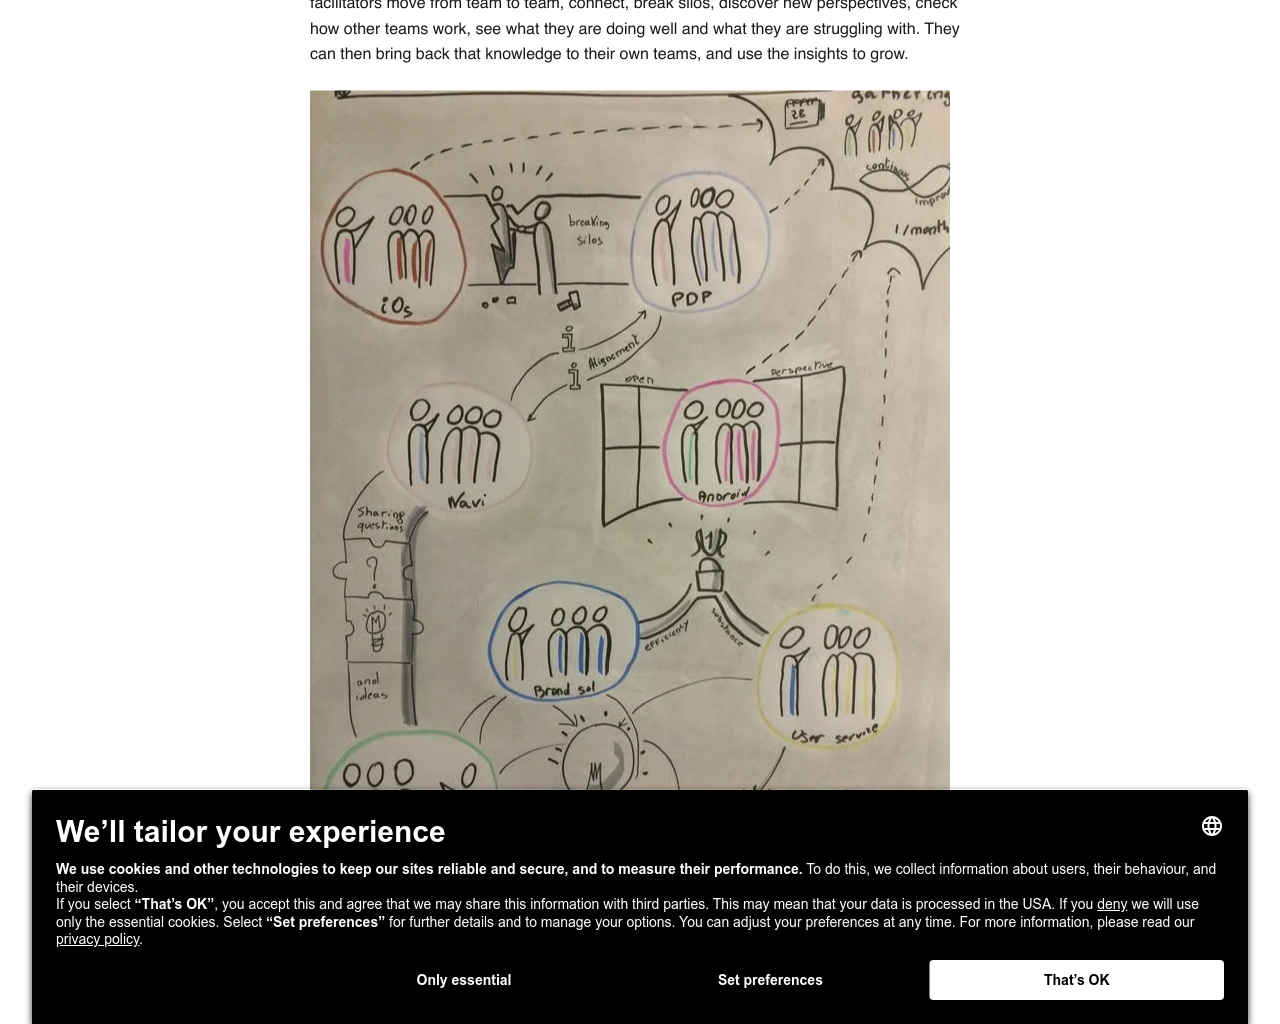 facilitators move from team to team, connect, break silos, discover new perspectives, check
how other teams work, see what they are doing well and what they are struggling with. They
can then bring back that knowledge to their own teams, and use the insights to grow.
gathering
28
continous
improv
1/month
breaking
silos
iOs
PDP
i
Alignement
i
open
Perspective
Navi
Android
Sharing
questions
?
and
ideas
efficienty
substance
Brand sol
User service
We’ll tailor your experience
We use cookies and other technologies to keep our sites reliable and secure, and to measure their performance. To do this, we collect information about users, their behaviour, and
their devices.
If you select “That’s OK”, you accept this and agree that we may share this information with third parties. This may mean that your data is processed in the USA. If you deny we will use
only the essential cookies. Select “Set preferences” for further details and to manage your options. You can adjust your preferences at any time. For more information, please read our
privacy policy.
Only essential
Set preferences
That’s OK